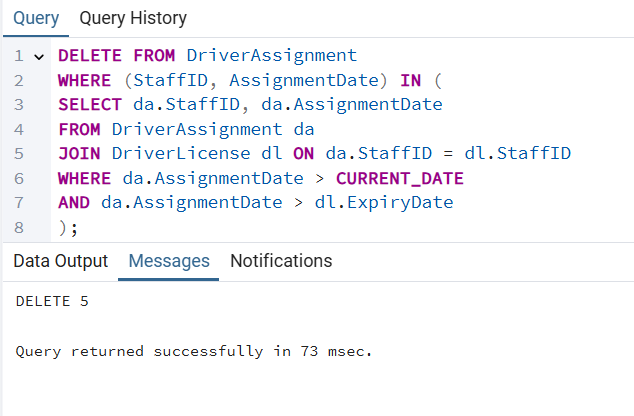 Query Query History
1 DELETE FROM DriverAssignment
2 WHERE (StaffID, AssignmentDate) IN (
3 SELECT da.StaffID, da.AssignmentDate
4 FROM DriverAssignment da
5 JOIN DriverLicense dl ON da.StaffID = dl.StaffID
6 WHERE da.AssignmentDate > CURRENT_DATE
7 AND da.AssignmentDate > dl.ExpiryDate
8 );
Data Output Messages Notifications
DELETE 5
Query returned successfully in 73 msec.